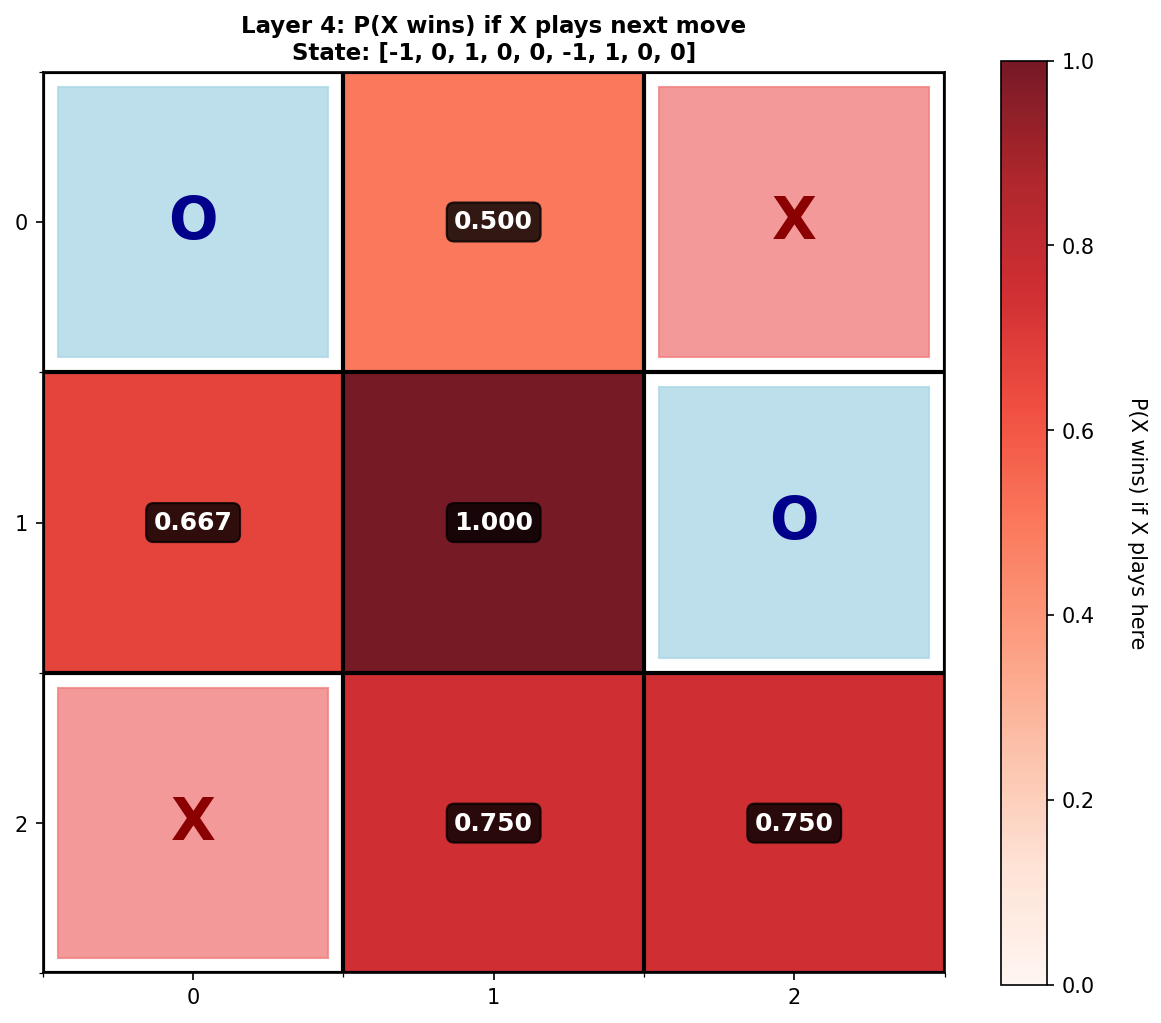 Layer 4: P(X wins) if X plays next move
State: [-1, 0, 1, 0, 0, -1, 1, 0, 0]
0
O
0.500
X
1
0.667
1.000
O
2
X
0.750
0.750
0
1
2
1.0
0.8
0.6
0.4
0.2
0.0
P(X wins) if X plays here